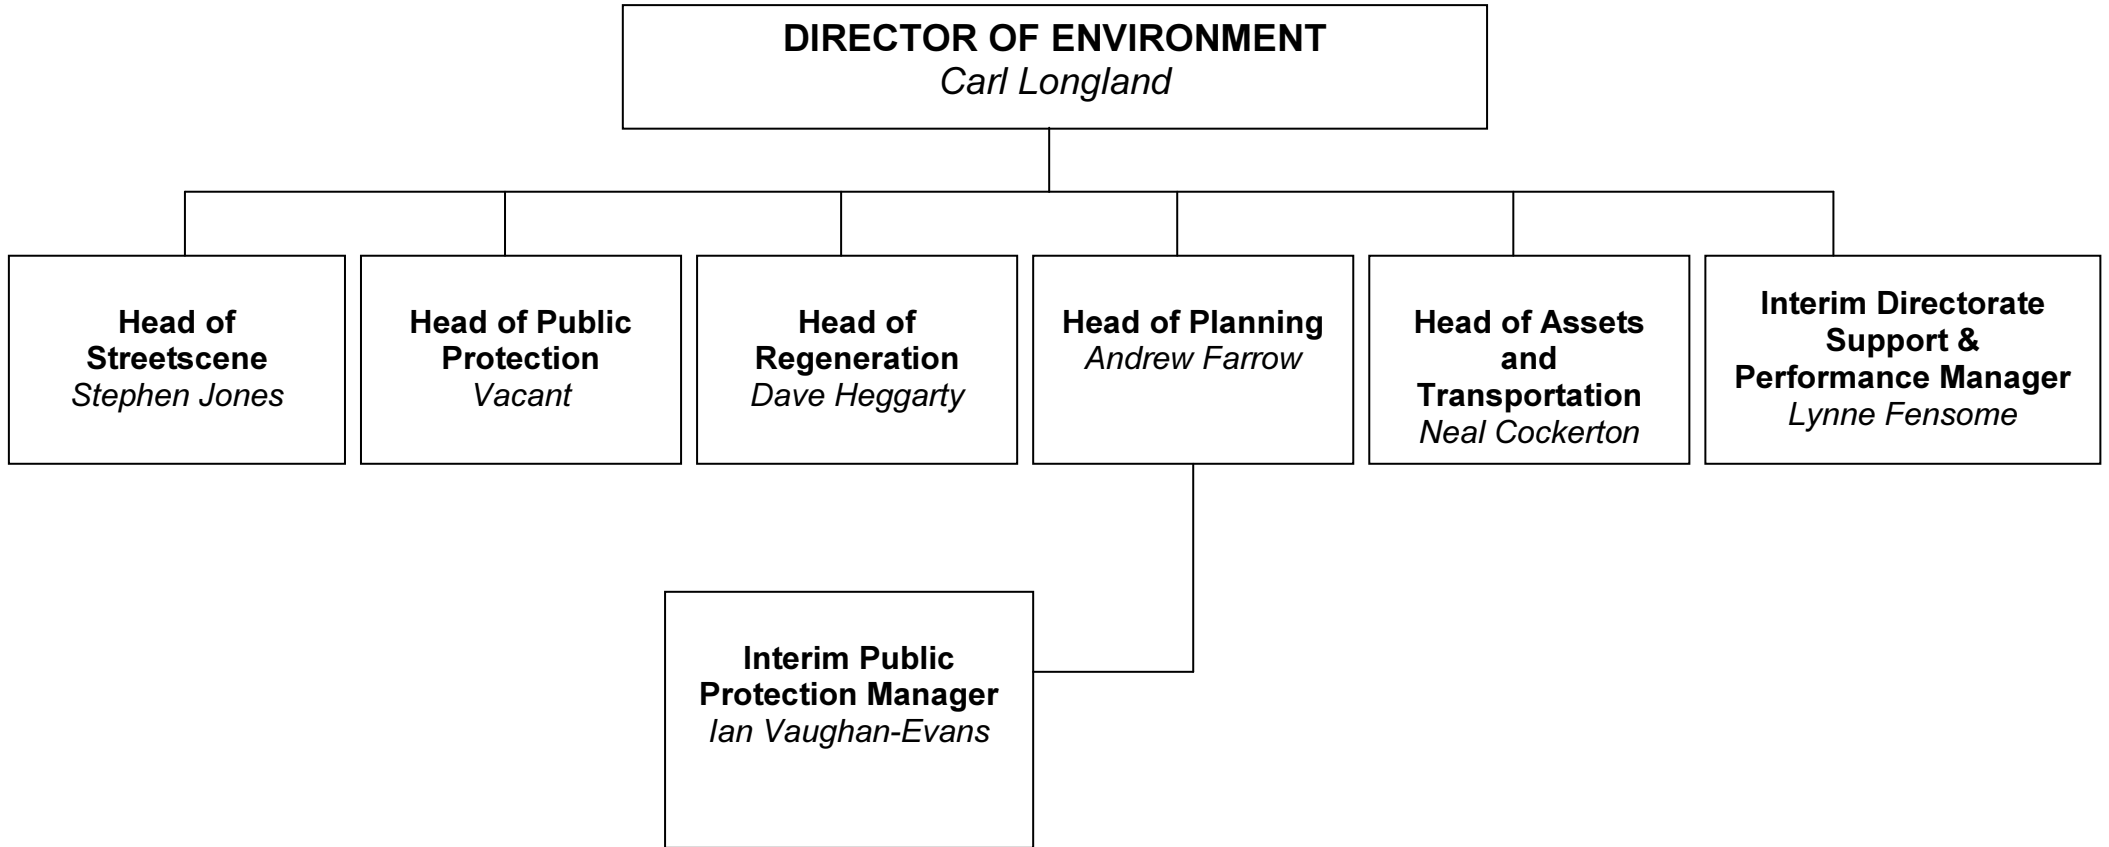 DIRECTOR OF ENVIRONMENT
Carl Longland
Head of
Streetscene
Stephen Jones
Head of Public
Protection
Vacant
Head of
Regeneration
Dave Heggarty
Head of Planning
Andrew Farrow
Head of Assets
and
Transportation
Neal Cockerton
Interim Directorate
Support &
Performance Manager
Lynne Fensome
Interim Public
Protection Manager
Ian Vaughan-Evans